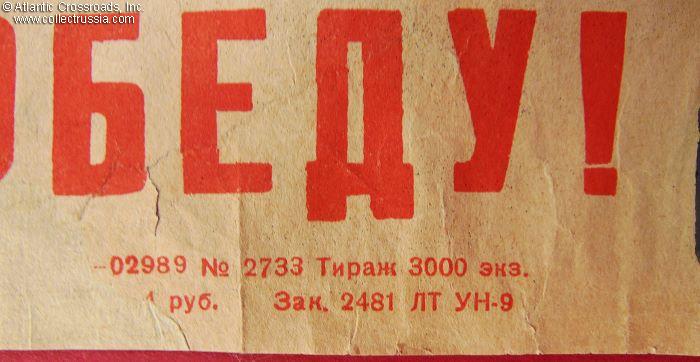 © Atlantic Crossroads, Inc.
www.collectrussia.com
ОБЕДУ!
-02989 № 2733 Тираж 3000 экз.
1 руб. Зак. 2481 ЛТ УН-9